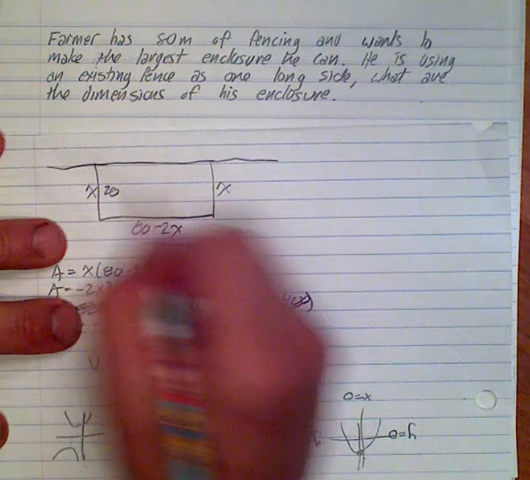 Farmer has 80m of fencing and wants to
make the largest enclosure he can. He is using
an existing fence as one long side, what are
the dimensions of his enclosure.
x 20 x
80-2x
A = x(80-
A = -2x
0=x
y=0